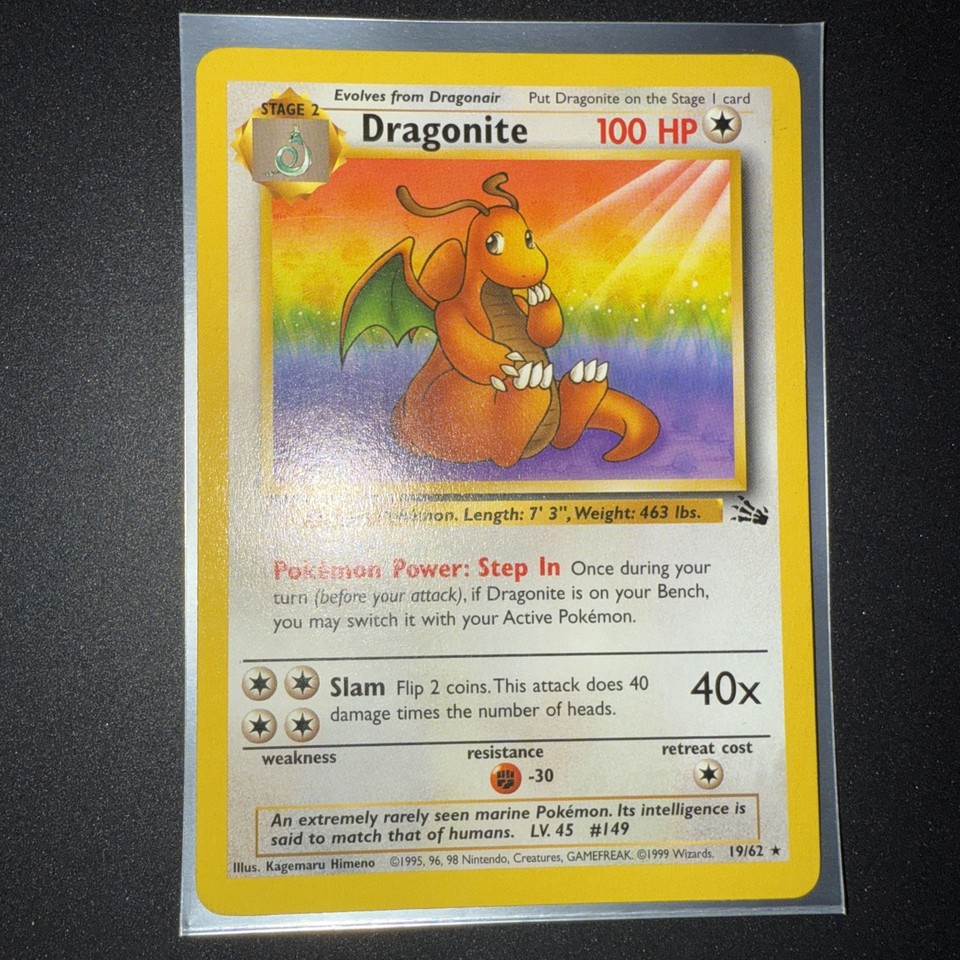 Evolves from Dragonair Put Dragonite on the Stage 1 card
STAGE 2
Dragonite 100 HP
Length: 7' 3", Weight: 463 lbs.
Pokémon Power: Step In Once during your
turn (before your attack), if Dragonite is on your Bench,
you may switch it with your Active Pokémon.
Slam Flip 2 coins. This attack does 40
damage times the number of heads.
40x
weakness resistance retreat cost
-30
An extremely rarely seen marine Pokémon. Its intelligence is
said to match that of humans. LV. 45 #149
Illus. Kagemaru Himeno ©1995, 96, 98 Nintendo, Creatures, GAMEFREAK. ©1999 Wizards. 19/62 ★